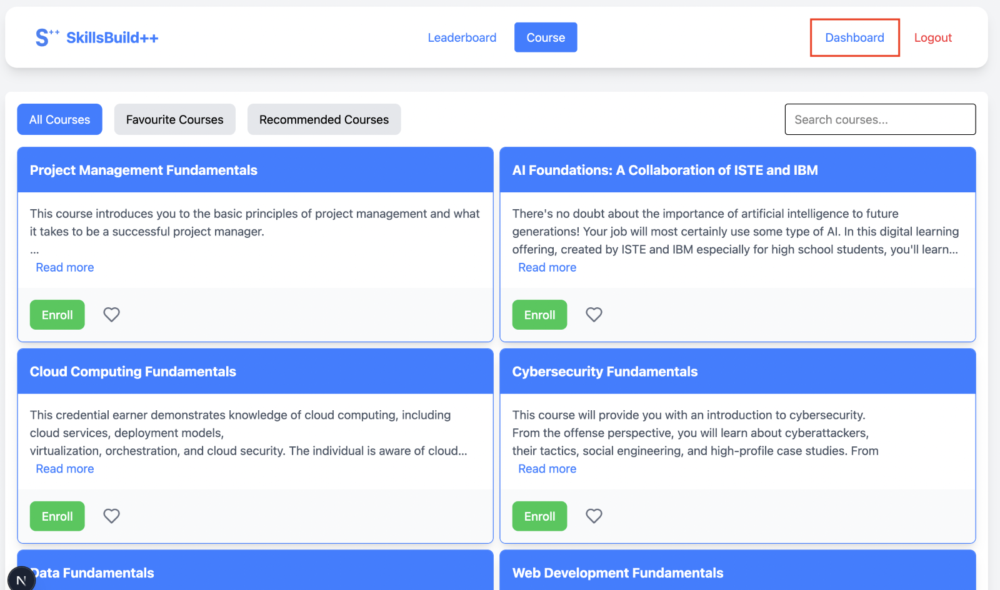 S++ SkillsBuild++
Leaderboard
Course
Dashboard
Logout
All Courses
Favourite Courses
Recommended Courses
Search courses...
Project Management Fundamentals
This course introduces you to the basic principles of project management and what
it takes to be a successful project manager.
...
Read more
Enroll
AI Foundations: A Collaboration of ISTE and IBM
There's no doubt about the importance of artificial intelligence to future
generations! Your job will most certainly use some type of AI. In this digital learning
offering, created by ISTE and IBM especially for high school students, you'll learn...
Read more
Enroll
Cloud Computing Fundamentals
This credential earner demonstrates knowledge of cloud computing, including
cloud services, deployment models,
virtualization, orchestration, and cloud security. The individual is aware of cloud...
Read more
Enroll
Cybersecurity Fundamentals
This course will provide you with an introduction to cybersecurity.
From the offense perspective, you will learn about cyberattackers,
their tactics, social engineering, and high-profile case studies. From
Read more
Enroll
Data Fundamentals
N
Web Development Fundamentals